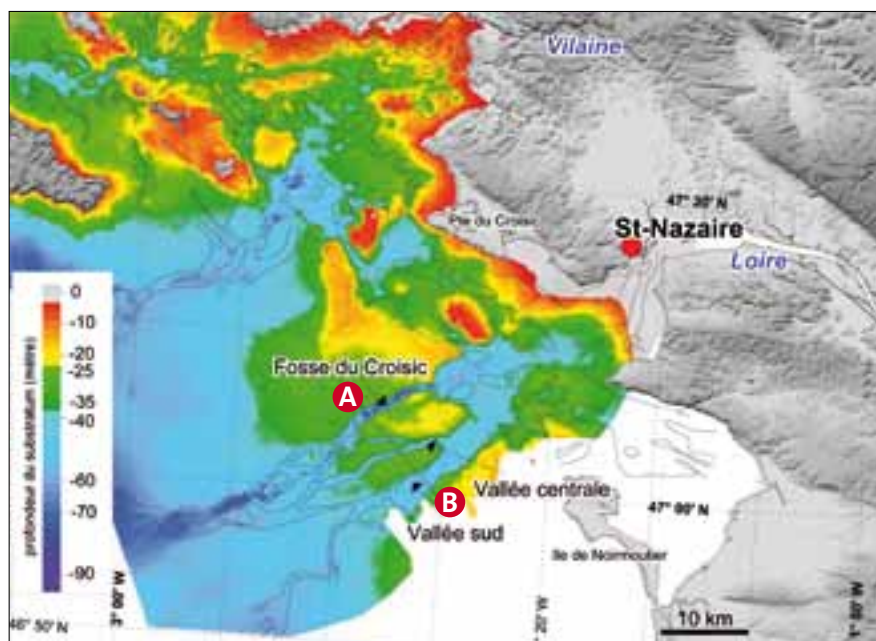 Vilaine
47° 20' N
Pte du Croisic
St-Nazaire
Loire
0
-10
-20
-25
-35
-40
-60
-70
-90
profondeur du substratum (mètre)
Fosse du Croisic
A
B
Vallée centrale
Vallée sud
47° 00' N
Ile de Noirmoutier
46° 50' N
3° 00' W
20' W
10 km